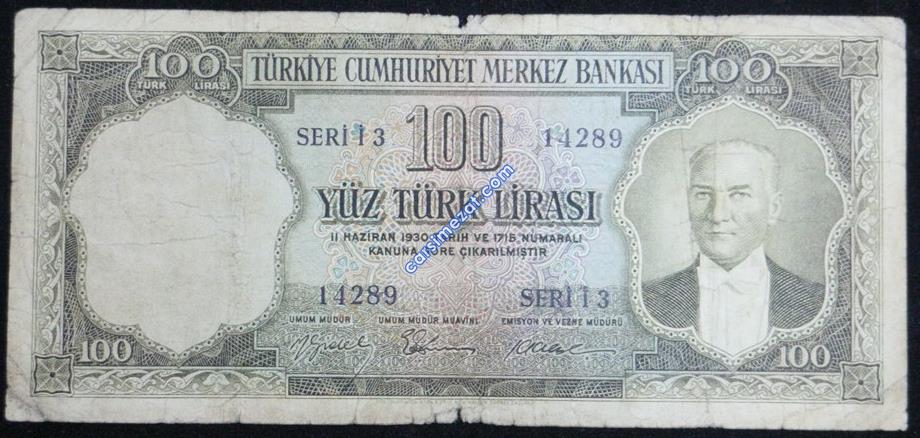 100 TÜRK LİRASI
TÜRKİYE CUMHURİYET MERKEZ BANKASI
100 TÜRK LİRASI
SERİ İ 3 100 14289
YÜZ TÜRK LİRASI
11 HAZİRAN 1930 TARİH VE 1715 NUMARALI
KANUNA GÖRE ÇIKARILMIŞTIR
14289 SERİ İ 3
UMUM MÜDÜR UMUM MÜDÜR MUAVİNİ EMİSYON VE VEZNE MÜDÜRÜ
100 100
carsimezat.com